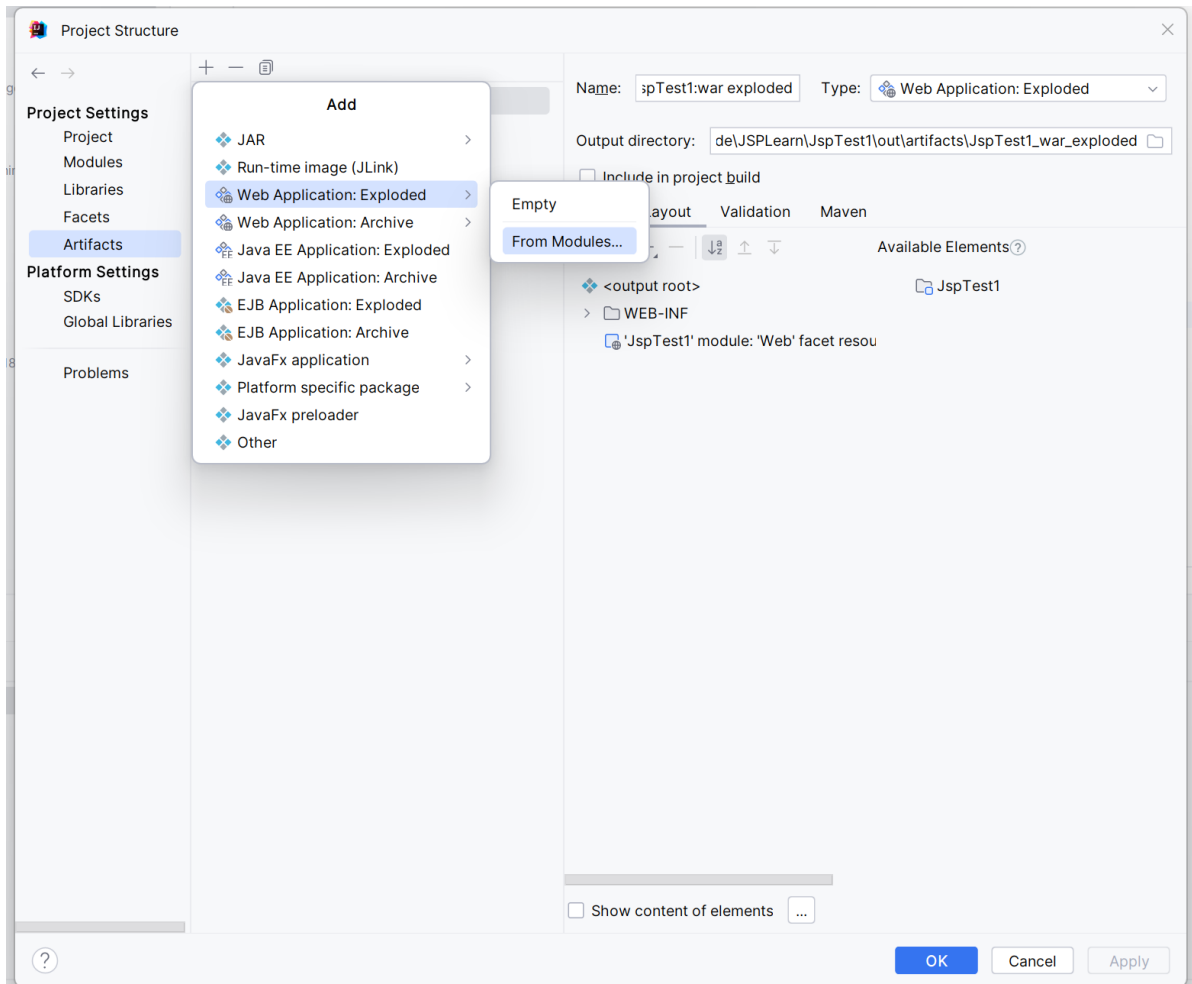 Project Structure
Project Settings
Project
Modules
Libraries
Facets
Artifacts
Platform Settings
SDKs
Global Libraries
Problems
Add
JAR
Run-time image (JLink)
Web Application: Exploded
Web Application: Archive
Java EE Application: Exploded
Java EE Application: Archive
EJB Application: Exploded
EJB Application: Archive
JavaFx application
Platform specific package
JavaFx preloader
Other
Empty
From Modules...
Name: spTest1:war exploded Type: Web Application: Exploded
Output directory: de\JSPLearn\JspTest1\out\artifacts\JspTest1_war_exploded
Include in project build
ayout Validation Maven
Available Elements
<output root>
WEB-INF
'JspTest1' module: 'Web' facet resou
JspTest1
Show content of elements ...
? OK Cancel Apply